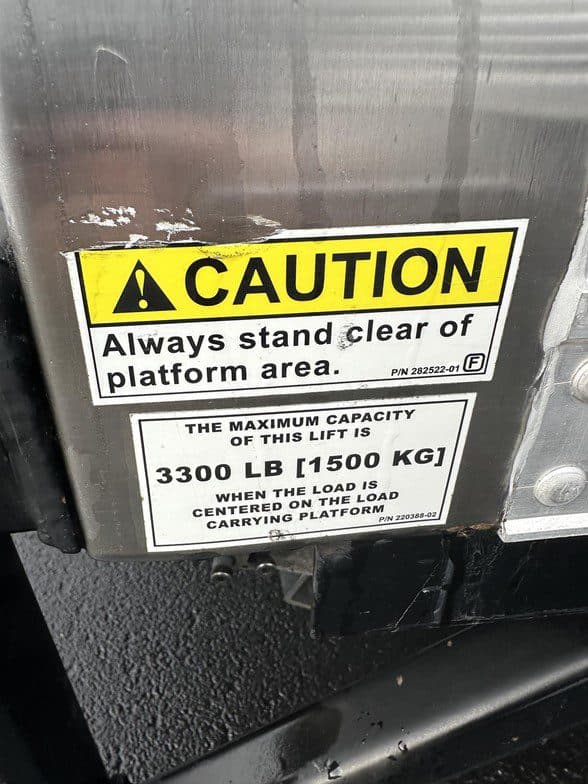 CAUTION
Always stand clear of
platform area.
P/N 282522-01 F
THE MAXIMUM CAPACITY
OF THIS LIFT IS
3300 LB [1500 KG]
WHEN THE LOAD IS
CENTERED ON THE LOAD
CARRYING PLATFORM
P/N 220388-02